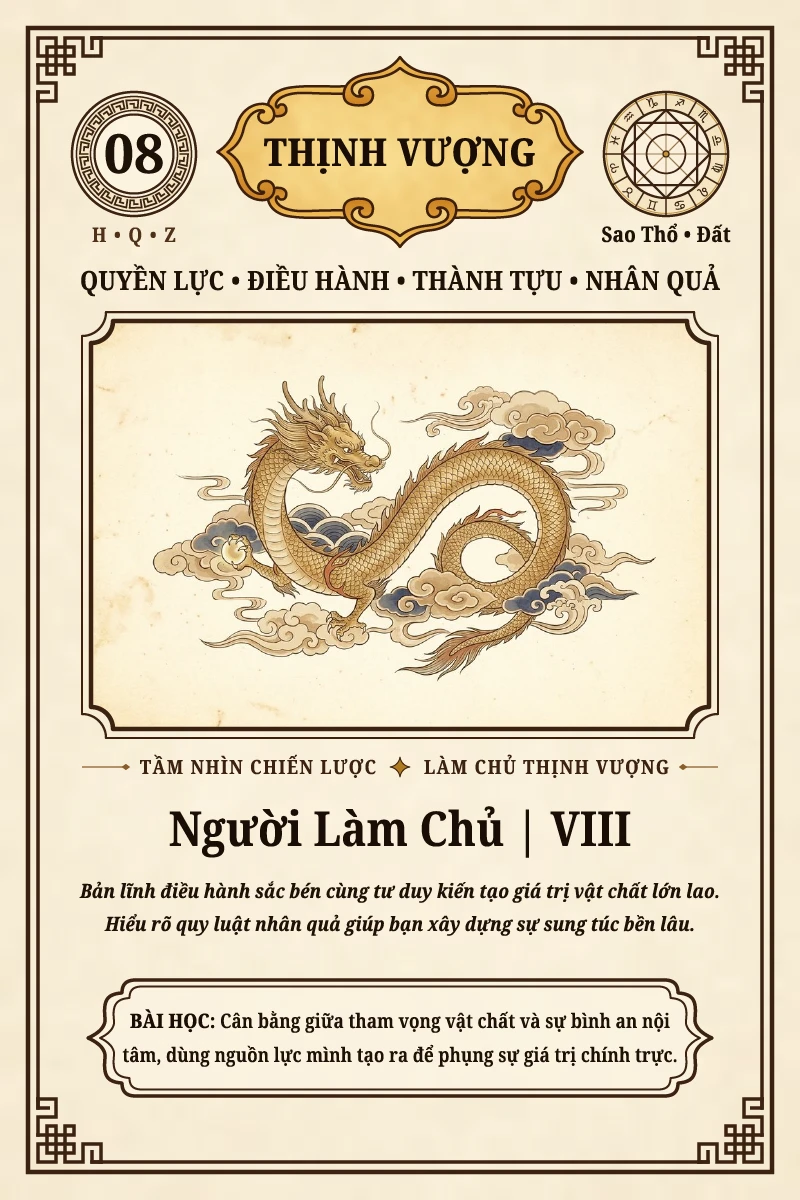 08
THỊNH VƯỢNG
H • Q • Z
Sao Thổ • Đất
QUYỀN LỰC • ĐIỀU HÀNH • THÀNH TỰU • NHÂN QUẢ
TẦM NHÌN CHIẾN LƯỢC ✦ LÀM CHỦ THỊNH VƯỢNG
Người Làm Chủ | VIII
Bản lĩnh điều hành sắc bén cùng tư duy kiến tạo giá trị vật chất lớn lao.
Hiểu rõ quy luật nhân quả giúp bạn xây dựng sự sung túc bền lâu.
BÀI HỌC: Cân bằng giữa tham vọng vật chất và sự bình an nội
tâm, dùng nguồn lực mình tạo ra để phụng sự giá trị chính trực.